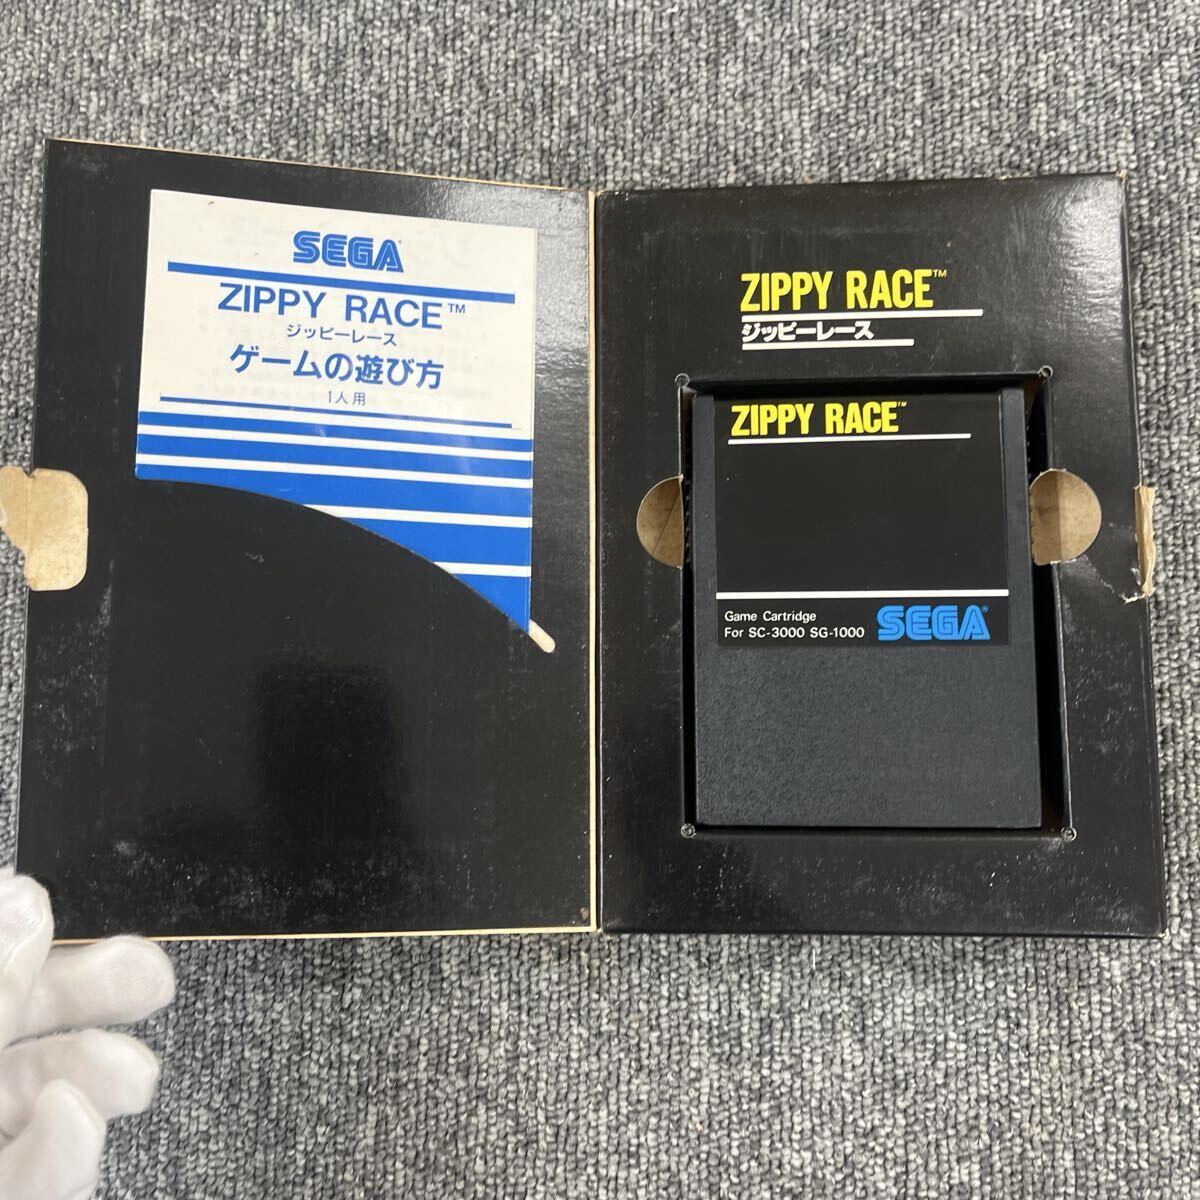 SEGA
ZIPPY RACE™
ジッピーレース
ゲームの遊び方
1人用
ZIPPY RACE™
ジッピーレース
ZIPPY RACE™
Game Cartridge
For SC-3000 SG-1000
SEGA